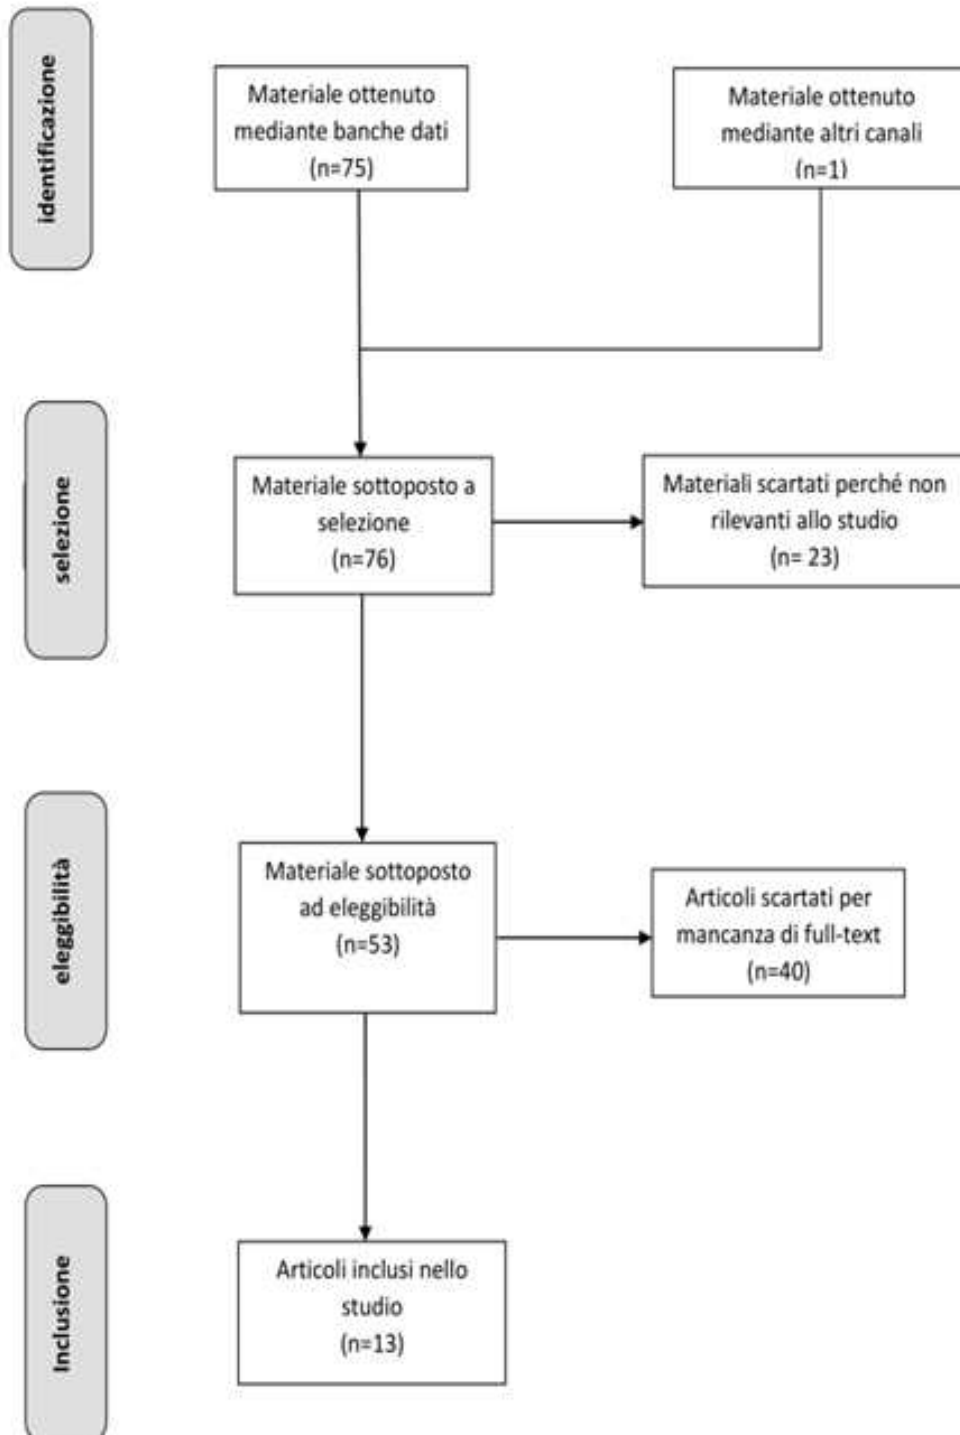 identificazione
Materiale ottenuto
mediante banche dati
(n=75)
Materiale ottenuto
mediante altri canali
(n=1)
selezione
Materiale sottoposto a
selezione
(n=76)
Materiali scartati perché non
rilevanti allo studio
(n= 23)
eleggibilità
Materiale sottoposto
ad eleggibilità
(n=53)
Articoli scartati per
mancanza di full-text
(n=40)
Inclusione
Articoli inclusi nello
studio
(n=13)